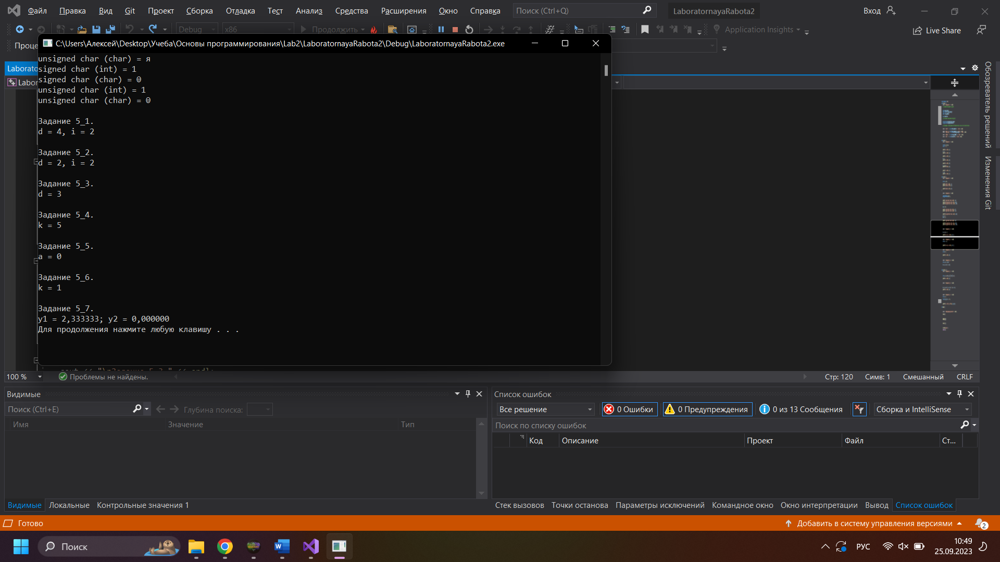 Файл Правка Вид Git Проект Сборка Отладка Тест Анализ Средства Расширения Окно Справка Поиск (Ctrl+Q) LaboratornayaRabota2 Вход
Debug x86 Продолжить Application Insights Live Share
Проце
C:\Users\Алексей\Desktop\Учеба\Основы программирования\Lab2\LaboratornayaRabota2\Debug\LaboratornayaRabota2.exe
Laborato
Labor
unsigned char (char) = я
signed char (int) = 1
signed char (char) = ☺
unsigned char (int) = 1
unsigned char (char) = ☺
Задание 5_1.
d = 4, i = 2
Задание 5_2.
d = 2, i = 2
Задание 5_3.
d = 3
Задание 5_4.
k = 5
Задание 5_5.
a = 0
Задание 5_6.
k = 1
Задание 5_7.
y1 = 2,333333; y2 = 0,000000
Для продолжения нажмите любую клавишу . . .
Обозреватель решений
Изменения Git
100 % Проблемы не найдены. Стр: 120 Симв: 1 Смешанный CRLF
Видимые
Поиск (Ctrl+E) Глубина поиска:
Имя Значение Тип
Видимые Локальные Контрольные значения 1
Список ошибок
Все решение 0 Ошибки 0 Предупреждения 0 из 13 Сообщения Сборка и IntelliSense
Поиск по списку ошибок
Код Описание Проект Файл Ст...
Стек вызовов Точки останова Параметры исключений Командное окно Окно интерпретации Вывод Список ошибок
Готово Добавить в систему управления версиями 2
Поиск РУС 10:49
25.09.2023